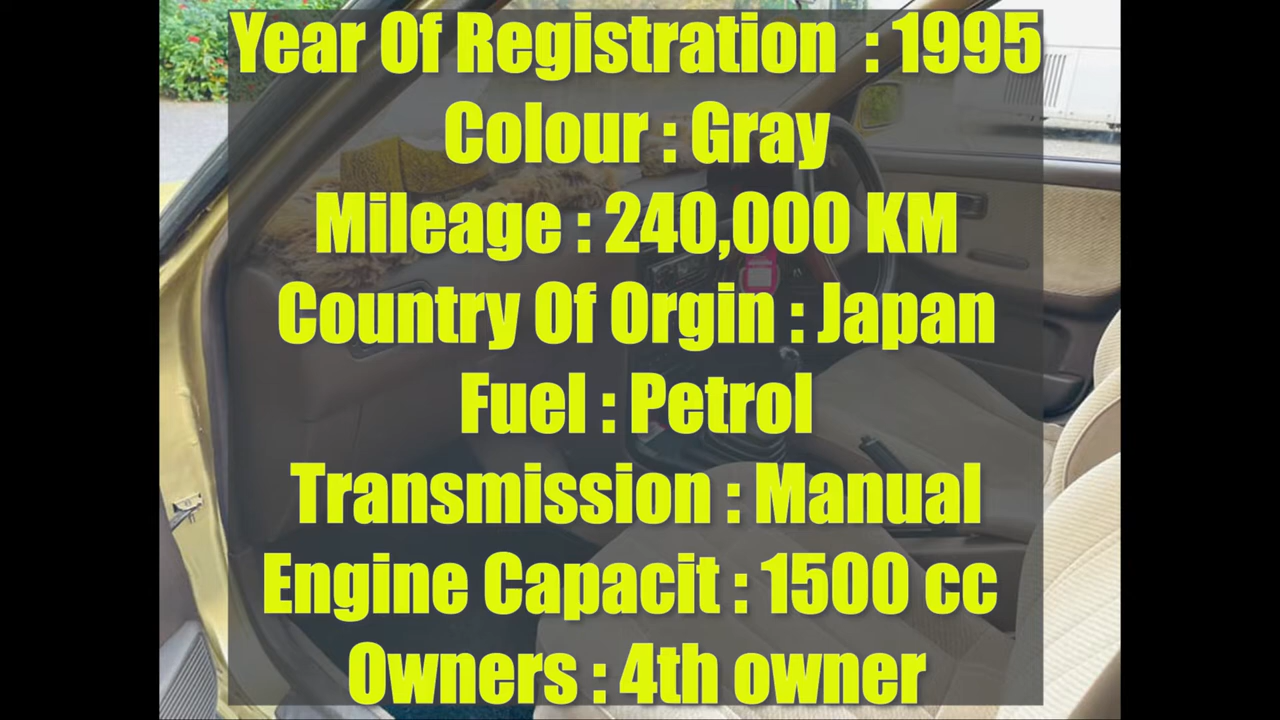 Year Of Registration : 1995
Colour : Gray
Mileage : 240,000 KM
Country Of Orgin : Japan
Fuel : Petrol
Transmission : Manual
Engine Capacit : 1500 cc
Owners : 4th owner